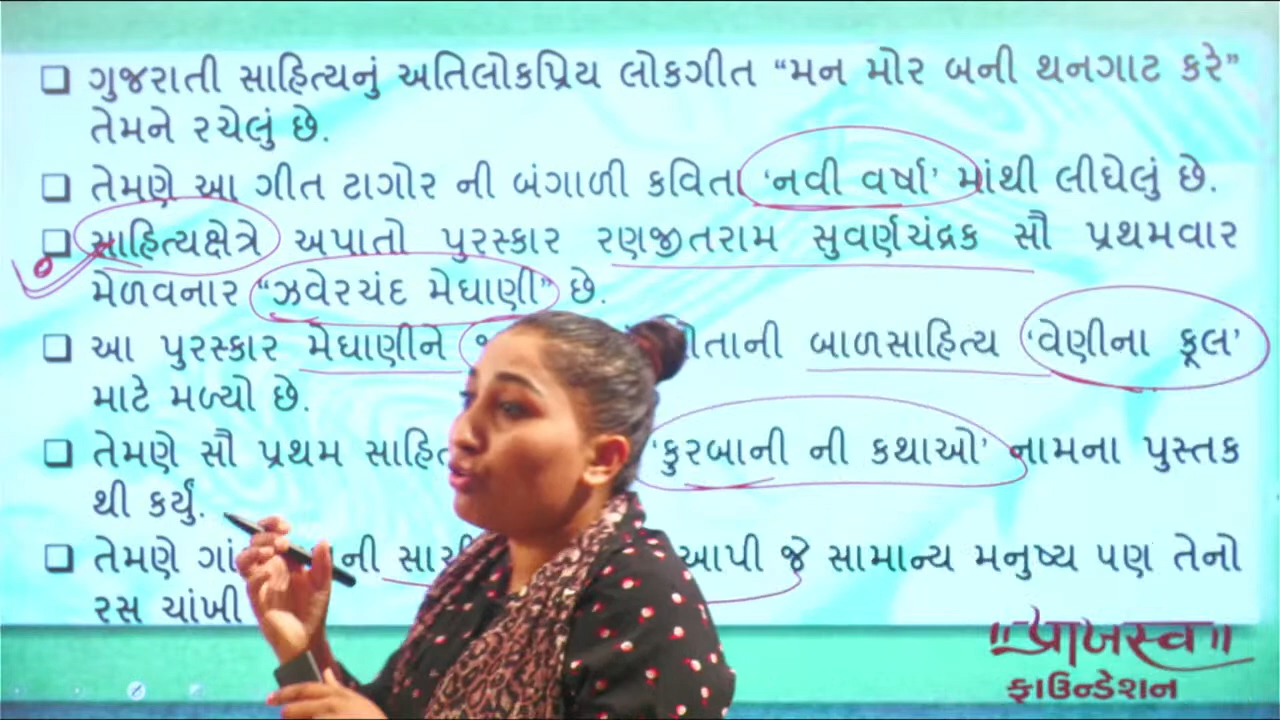 ગુજરાતી સાહિત્યનું અતિલોકપ્રિય લોકગીત “મન મોર બની થનગાટ કરે”
તેમને રચેલું છે.
તેમણે આ ગીત ટાગોર ની બંગાળી કવિતા ‘નવી વર્ષા’ માંથી લીધેલું છે.
સાહિત્યક્ષેત્રે અપાતો પુરસ્કાર રણજીતરામ સુવર્ણચંદ્રક સૌ પ્રથમવાર
મેળવનાર “ઝવેરચંદ મેઘાણી” છે.
આ પુરસ્કાર મેઘાણીને બાળસાહિત્ય ‘વેણીના ફૂલ’
માટે મળ્યો છે.
તેમણે સૌ પ્રથમ ‘કુરબાની ની કથાઓ’ નામના પુસ્તક
થી કર્યું.
તેમણે આપી જે સામાન્ય મનુષ્ય પણ તેનો
રસ ચાંખી
॥પ્રાખસ્વ॥
ફાઉન્ડેશન